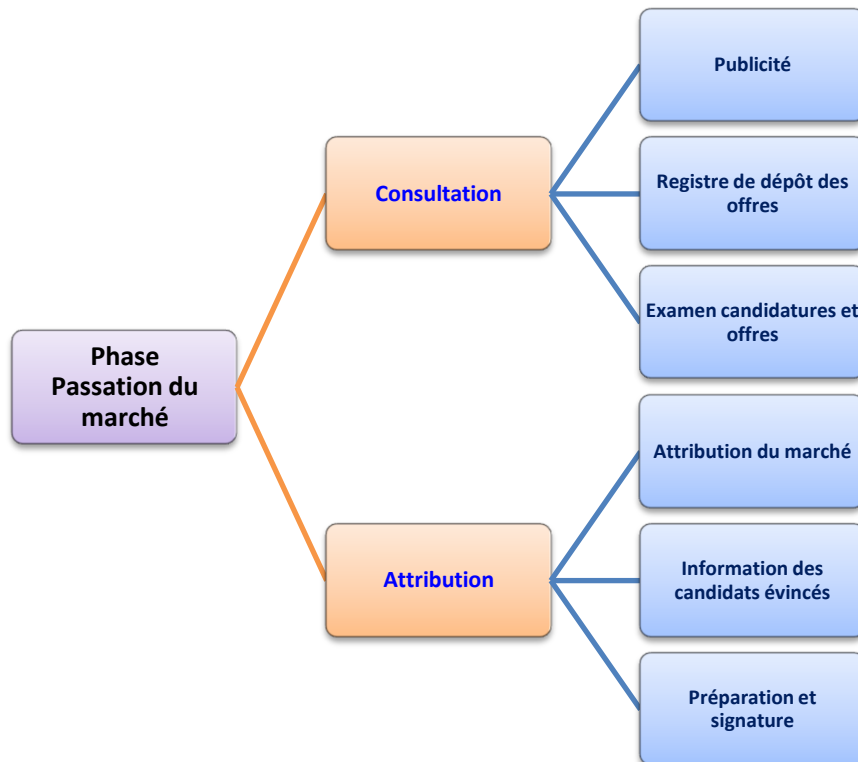 Publicité
Consultation
Registre de dépôt des
offres
Examen candidatures et
offres
Phase
Passation du
marché
Attribution du marché
Attribution
Information des
candidats évincés
Préparation et
signature